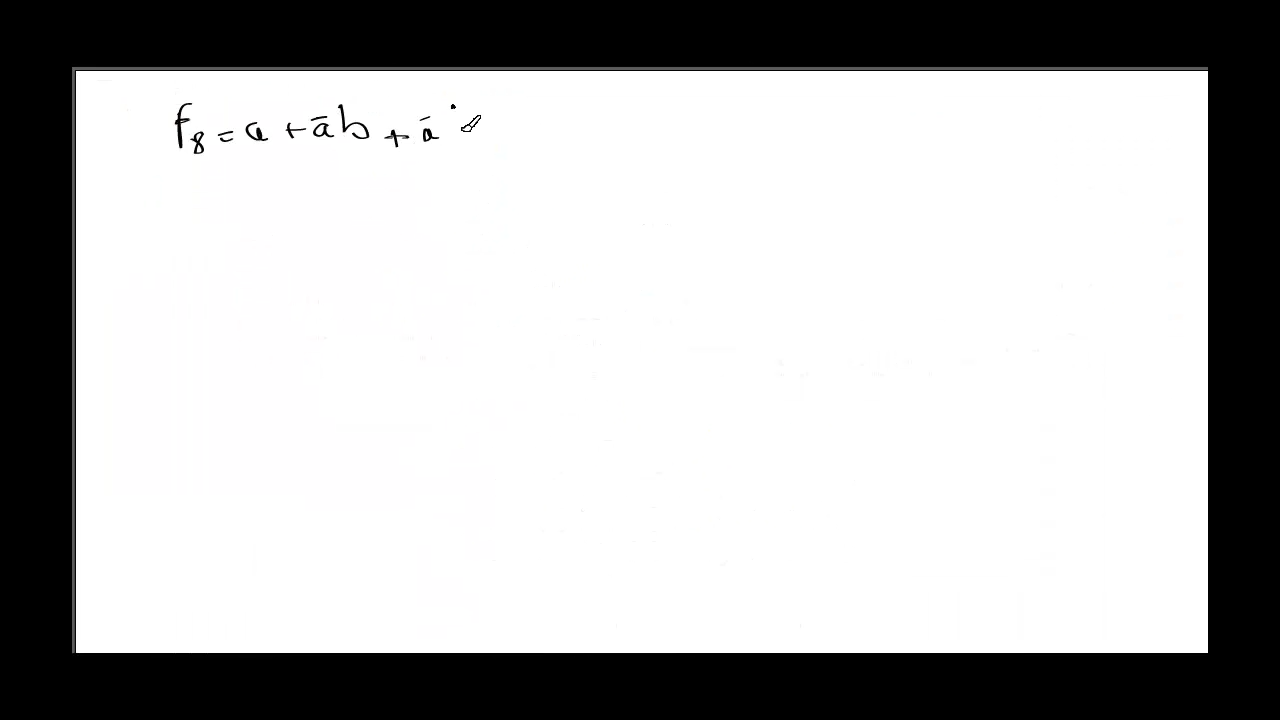 f₈ = a + āb + ā